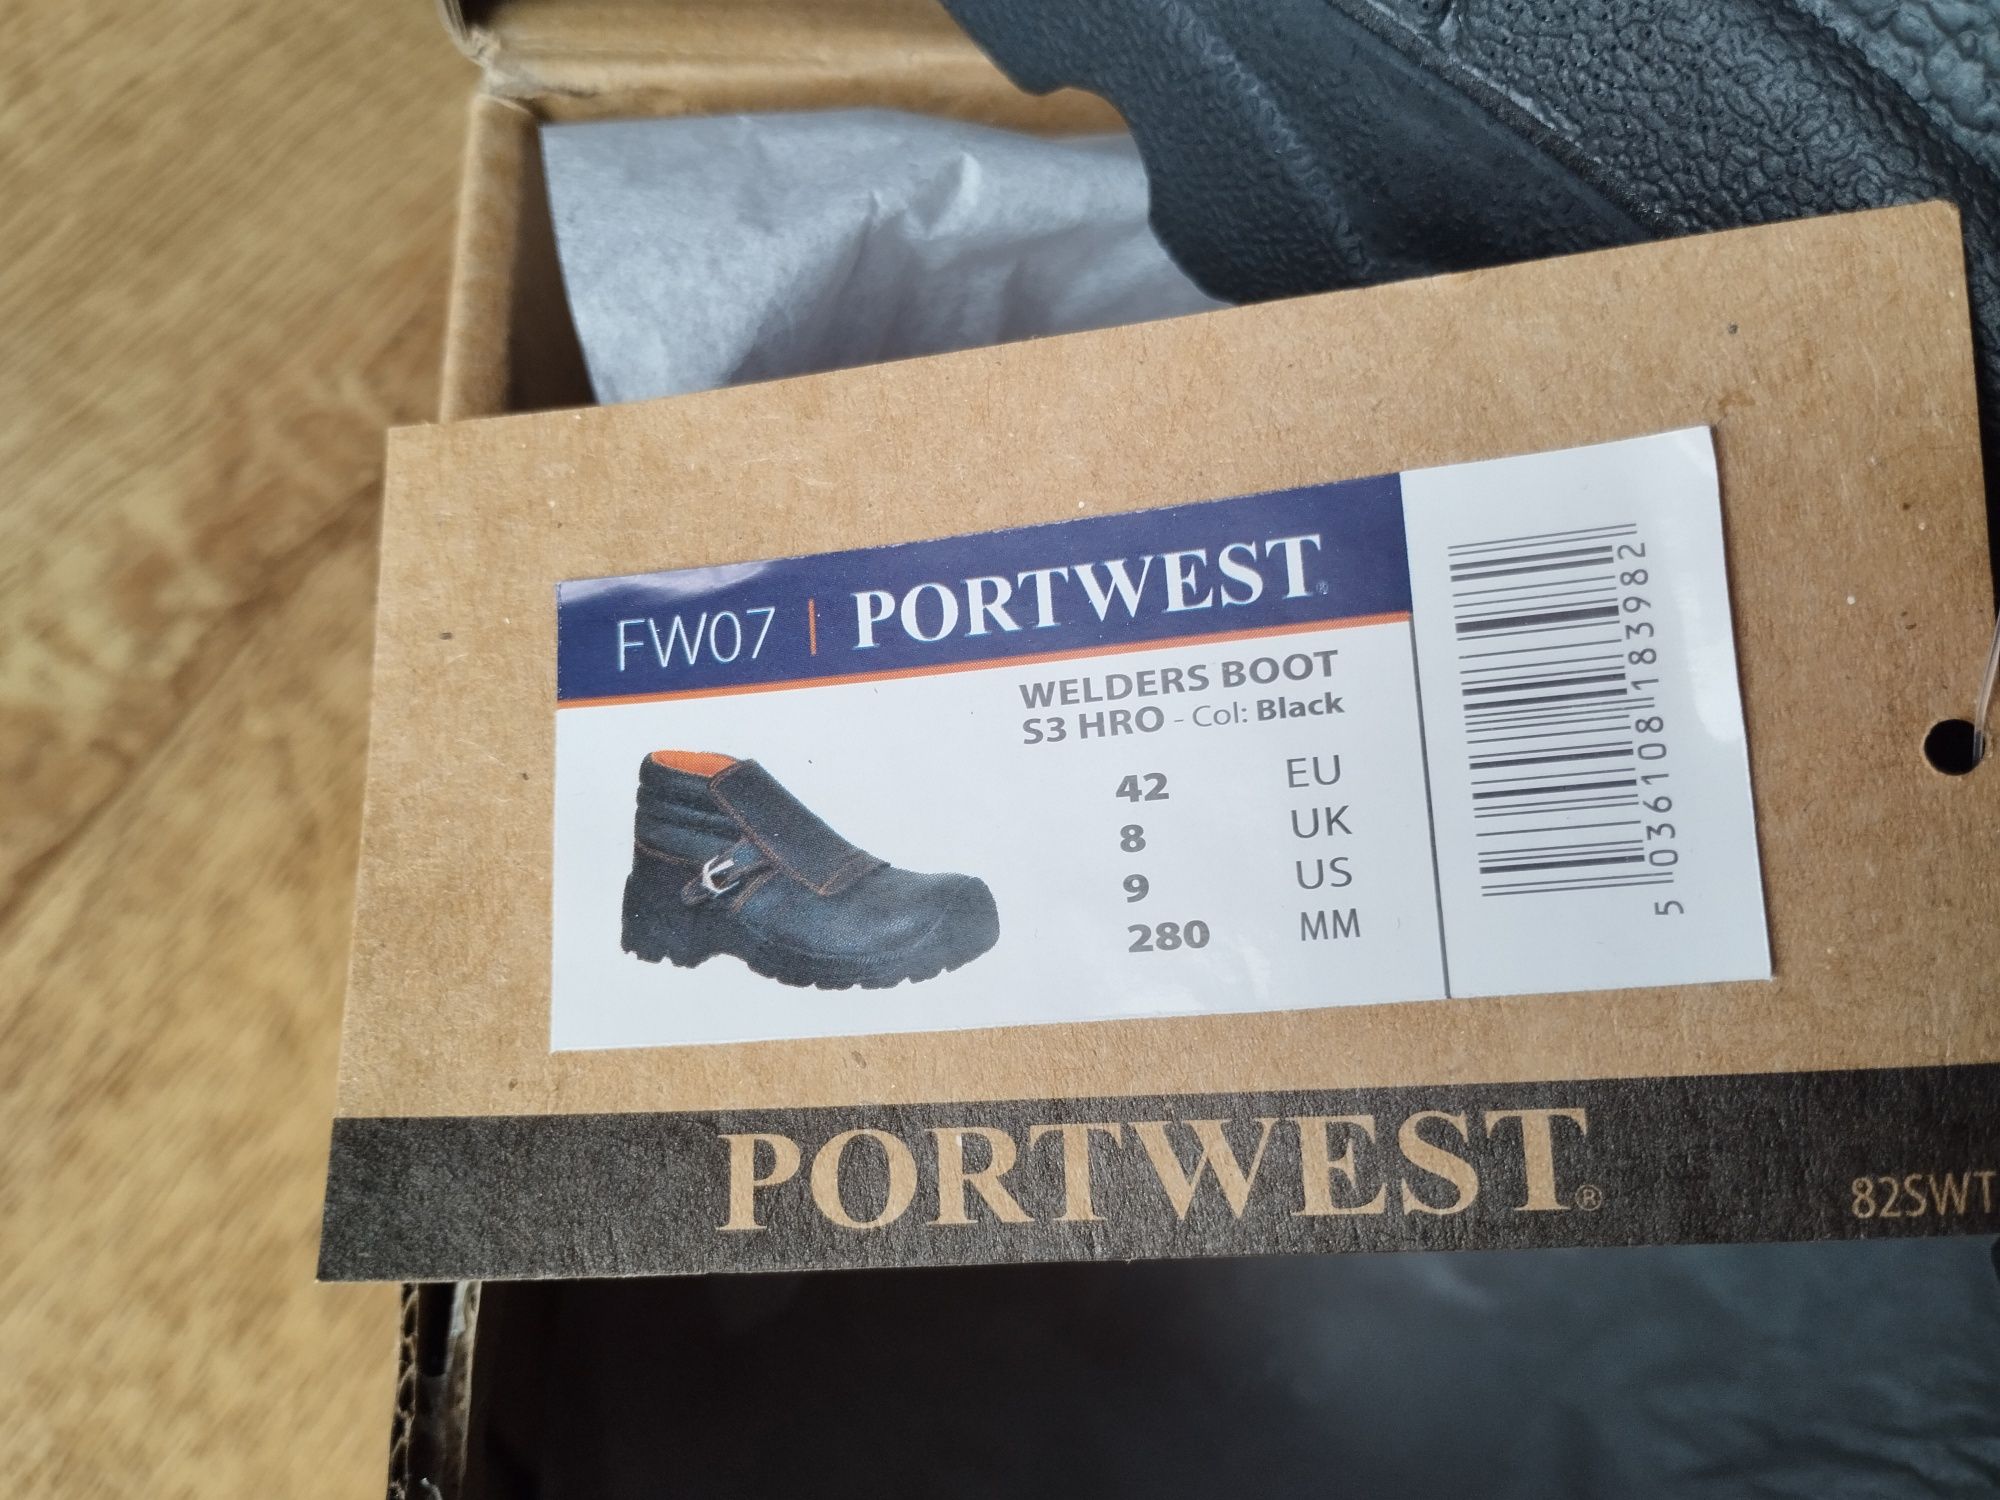 FW07 | PORTWEST®
WELDERS BOOT
S3 HRO - Col: Black
42 EU
8 UK
9 US
280 MM
5 036108 183982
PORTWEST®
82SWT